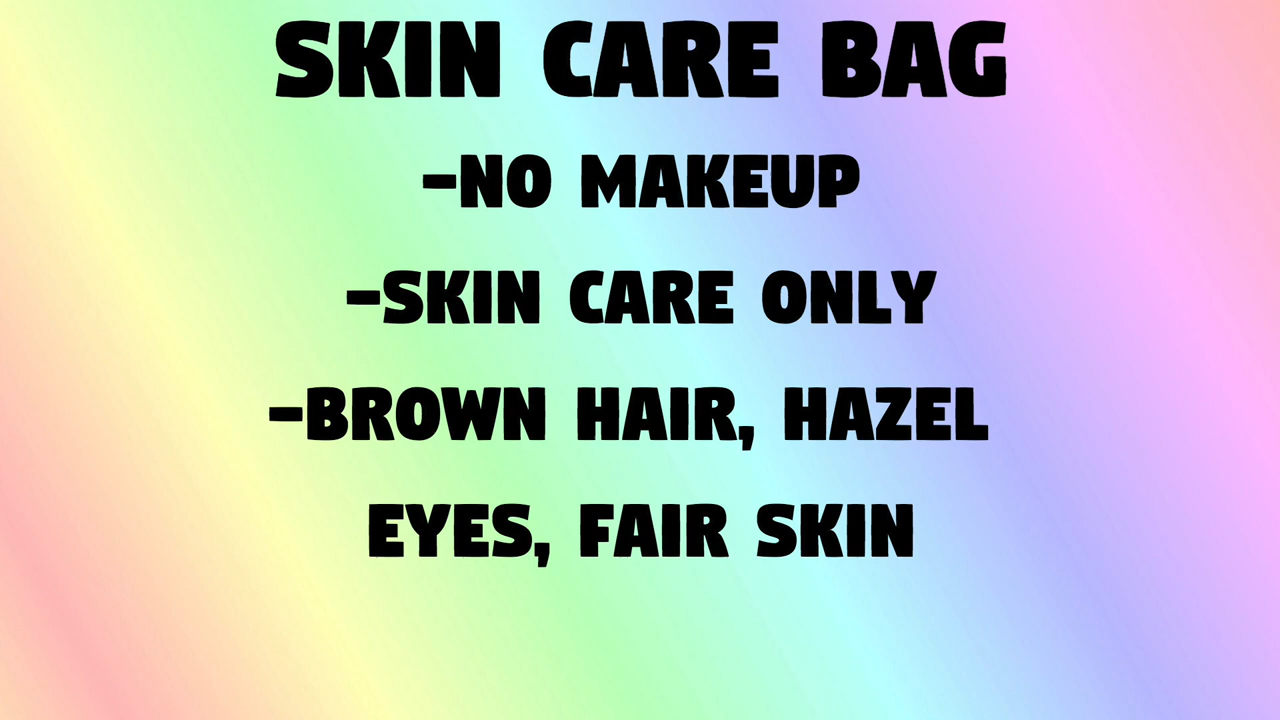 SKIN CARE BAG
-NO MAKEUP
-SKIN CARE ONLY
-BROWN HAIR, HAZEL
EYES, FAIR SKIN